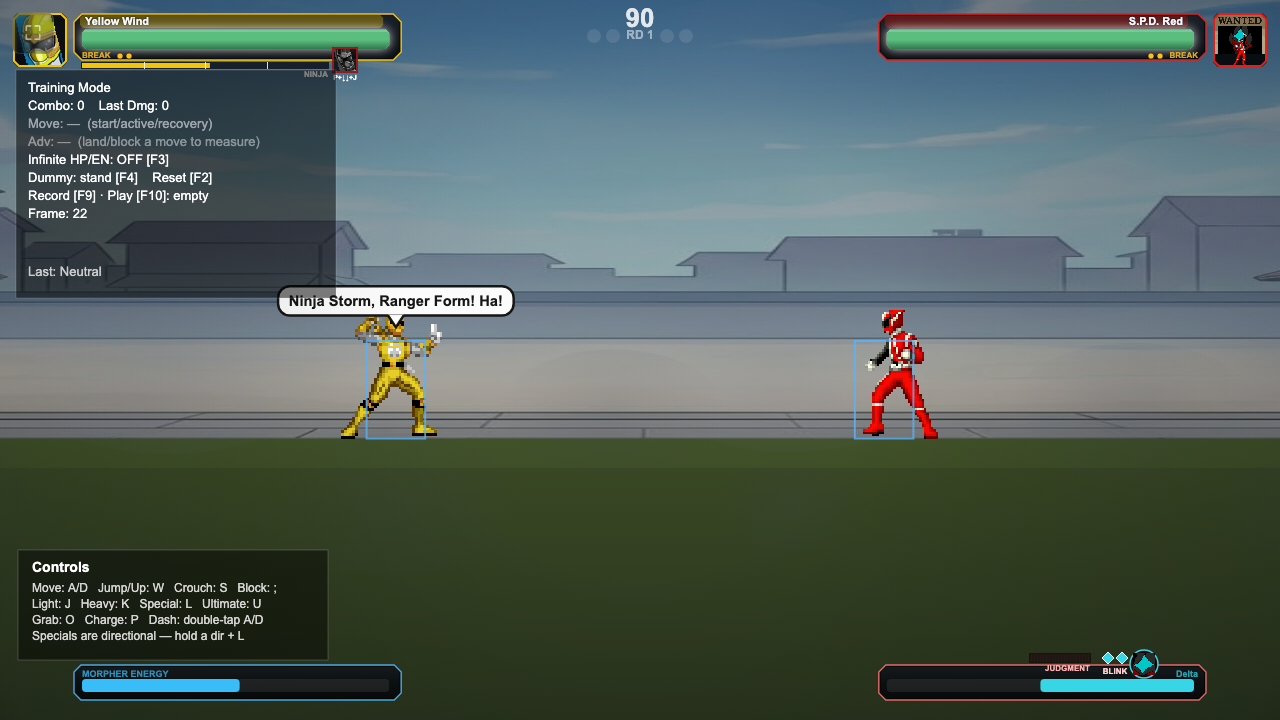 Yellow Wind
90
RD 1
S.P.D. Red
WANTED
BREAK
BREAK
NINJA
Training Mode
Combo: 0 Last Dmg: 0
Move: — (start/active/recovery)
Adv: — (land/block a move to measure)
Infinite HP/EN: OFF [F3]
Dummy: stand [F4] Reset [F2]
Record [F9] · Play [F10]: empty
Frame: 22
Last: Neutral
Ninja Storm, Ranger Form! Ha!
Controls
Move: A/D Jump/Up: W Crouch: S Block: ;
Light: J Heavy: K Special: L Ultimate: U
Grab: O Charge: P Dash: double-tap A/D
Specials are directional — hold a dir + L
MORPHER ENERGY
JUDGMENT
BLINK
Delta